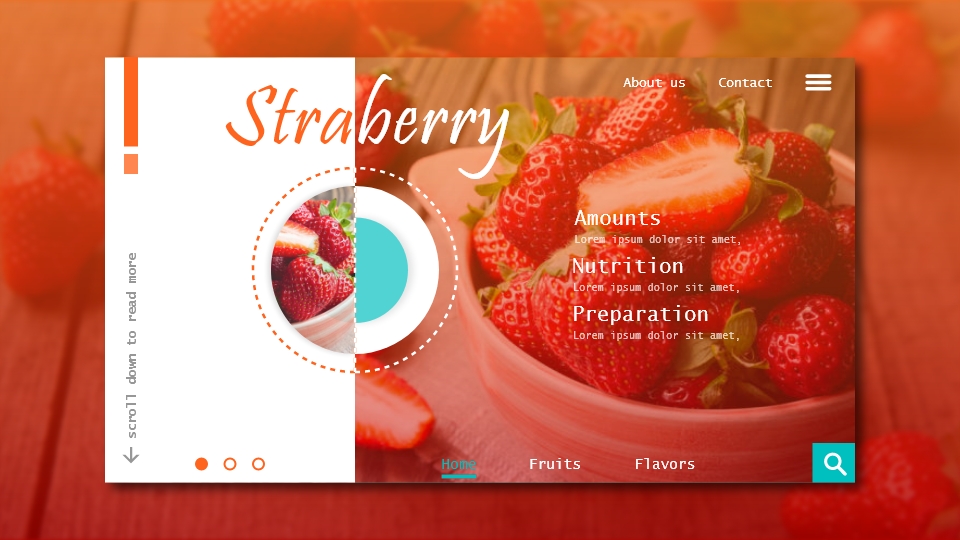 About us
Contact
Straberry
Amounts
Lorem ipsum dolor sit amet,
Nutrition
Lorem ipsum dolor sit amet,
Preparation
Lorem ipsum dolor sit amet,
scroll down to read more
Home
Fruits
Flavors